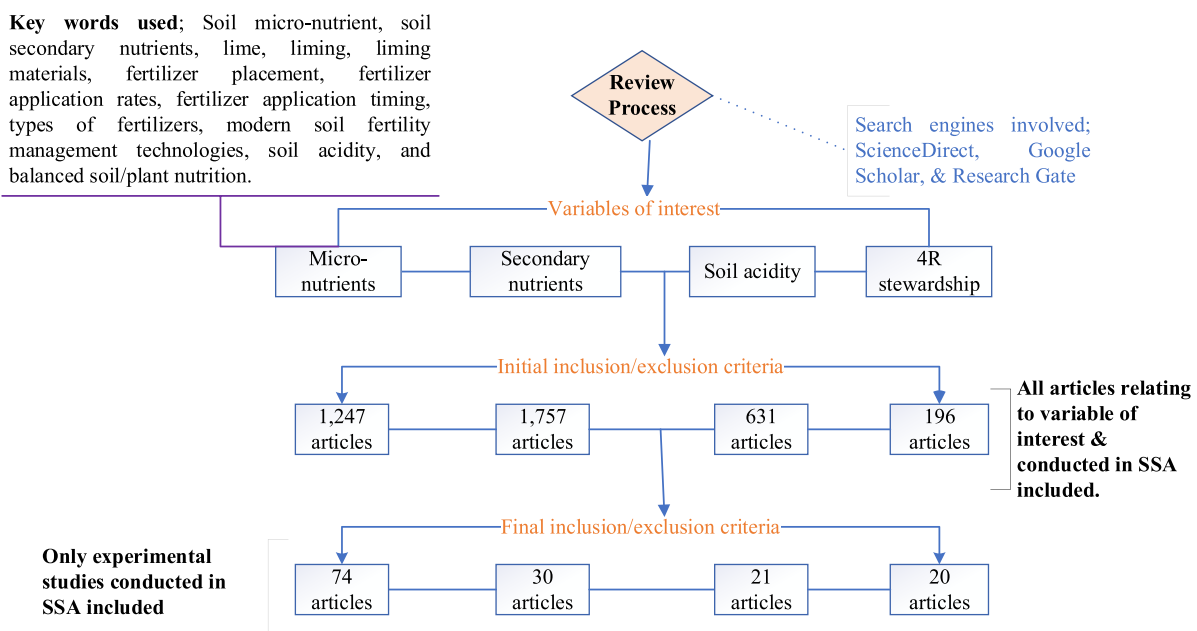 Key words used; Soil micro-nutrient, soil
secondary nutrients, lime, liming, liming
materials, fertilizer placement, fertilizer
application rates, fertilizer application timing,
types of fertilizers, modern soil fertility
management technologies, soil acidity, and
balanced soil/plant nutrition.
Review
Process
Search engines involved;
ScienceDirect, Google
Scholar, & Research Gate
Variables of interest
Micro-
nutrients
Secondary
nutrients
Soil acidity
4R
stewardship
Initial inclusion/exclusion criteria
1,247
articles
1,757
articles
631
articles
196
articles
All articles relating
to variable of
interest &
conducted in SSA
included.
Final inclusion/exclusion criteria
Only experimental
studies conducted in
SSA included
74
articles
30
articles
21
articles
20
articles